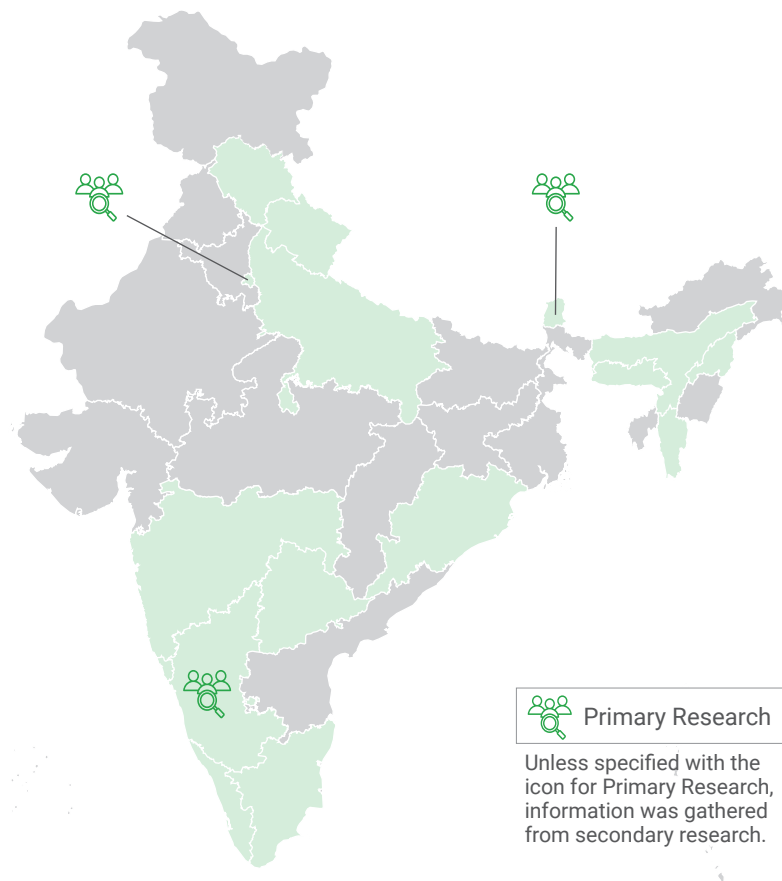 Primary Research
Unless specified with the
icon for Primary Research,
information was gathered
from secondary research.